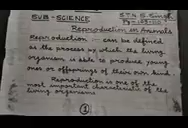 SUB - SCIENCE
Reproduction in Animals
Reproduction :- can be defined
as the process by which the living
organism is able to produce young
ones or offsprings of their own kind.
Reproduction is one of the
most important characteristics of the
living organisms
1